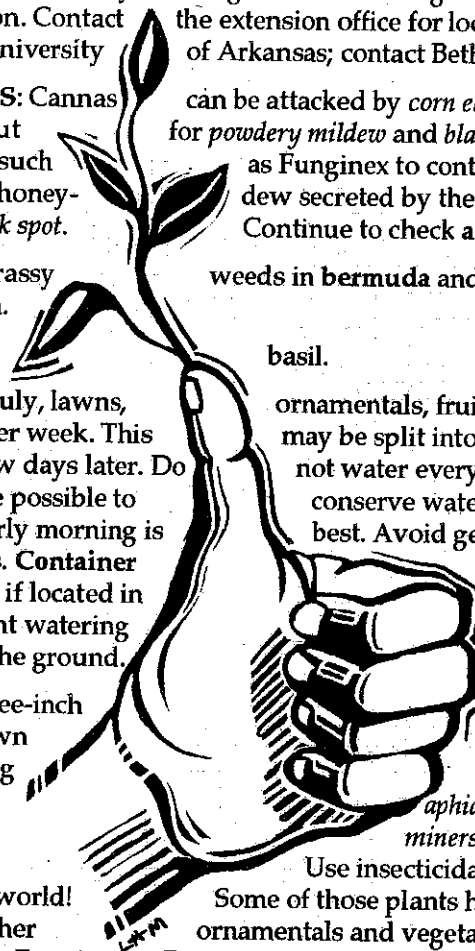 on. Contact the extension office for loc
niversity of Arkansas; contact Beth
S: Cannas can be attacked by corn e
ut for powdery mildew and bla
such as Funginex to cont
honey- dew secreted by the
k spot. Continue to check a
rassy weeds in bermuda and
basil.
uly, lawns, ornamentals, frui
er week. This may be split into
w days later. Do not water every
e possible to conserve wate
rly morning is best. Avoid ge
. Container
if located in
nt watering
he ground.
ee-inch
wn
g
aphid
miners
Use insecticida
world! Some of those plants h
her ornamentals and vegeta